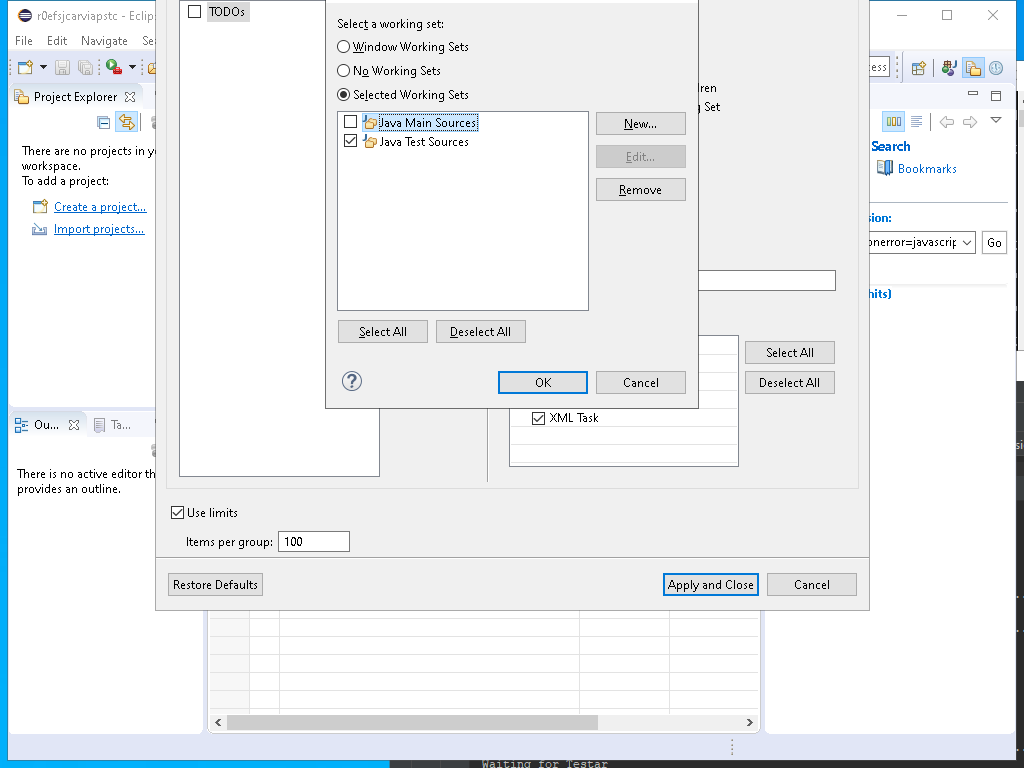 r0efsjcarviapstc - Eclip
File Edit Navigate Se
Project Explorer
There are no projects in y
workspace.
To add a project:
Create a project...
Import projects...
Ou...
Ta...
There is no active editor th
provides an outline.
TODOs
Select a working set:
Window Working Sets
No Working Sets
Selected Working Sets
Java Main Sources
Java Test Sources
New...
Edit...
Remove
Select All
Deselect All
?
OK
Cancel
Set
Select All
Deselect All
XML Task
Use limits
Items per group: 100
Restore Defaults
Apply and Close
Cancel
Search
Bookmarks
sion:
onerror=javascrip
Go
hits)
Waiting for Testar